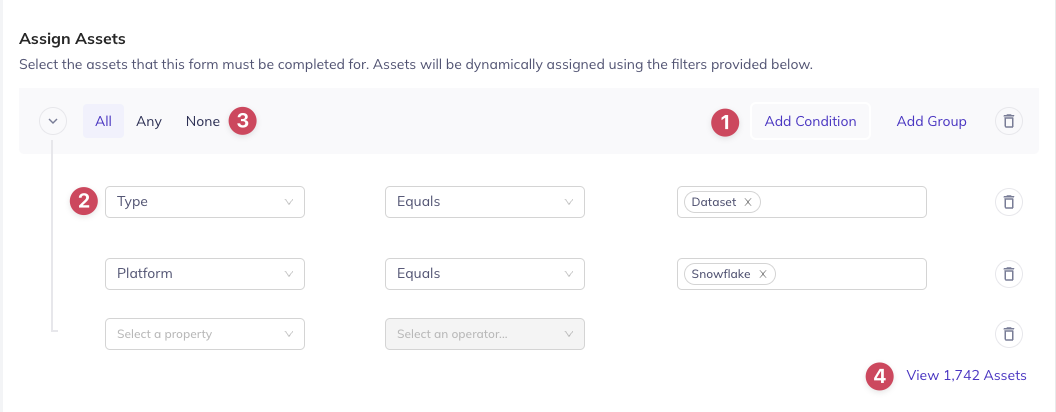 Assign Assets
Select the assets that this form must be completed for. Assets will be dynamically assigned using the filters provided below.
All Any None 3 1 Add Condition Add Group
2 Type Equals Dataset x
Platform Equals Snowflake x
Select a property Select an operator...
4 View 1,742 Assets